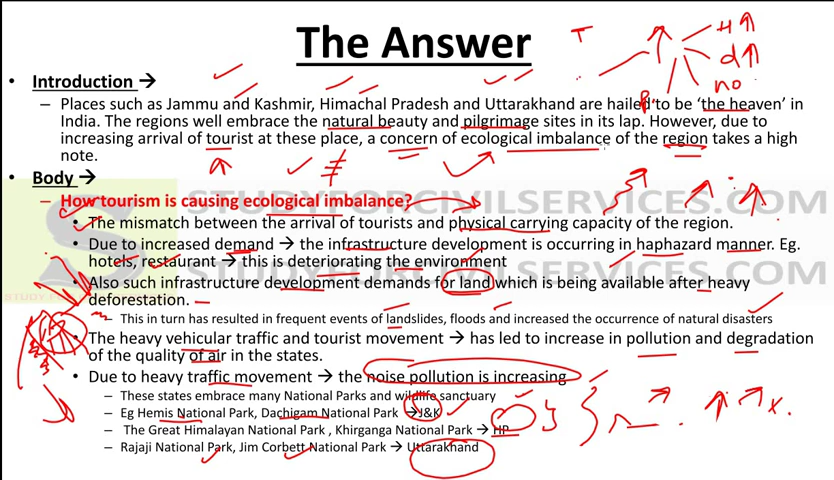 The Answer
• Introduction →
– Places such as Jammu and Kashmir, Himachal Pradesh and Uttarakhand are hailed to be ‘the heaven’ in
India. The regions well embrace the natural beauty and pilgrimage sites in its lap. However, due to
increasing arrival of tourist at these place, a concern of ecological imbalance of the region takes a high
note.
• Body →
– How tourism is causing ecological imbalance?
• The mismatch between the arrival of tourists and physical carrying capacity of the region.
• Due to increased demand → the infrastructure development is occurring in haphazard manner. Eg.
hotels, restaurant → this is deteriorating the environment
• Also such infrastructure development demands for land which is being available after heavy
deforestation.
– This in turn has resulted in frequent events of landslides, floods and increased the occurrence of natural disasters
• The heavy vehicular traffic and tourist movement → has led to increase in pollution and degradation
of the quality of air in the states.
• Due to heavy traffic movement → the noise pollution is increasing
– These states embrace many National Parks and wildlife sanctuary
– Eg Hemis National Park, Dachigam National Park → J&K
– The Great Himalayan National Park , Khirganga National Park → HP
– Rajaji National Park, Jim Corbett National Park → Uttarakhand
STUDYFORCIVILSERVICES.COM
STUDYFORCIVILSERVICES.COM
T
H
d
no